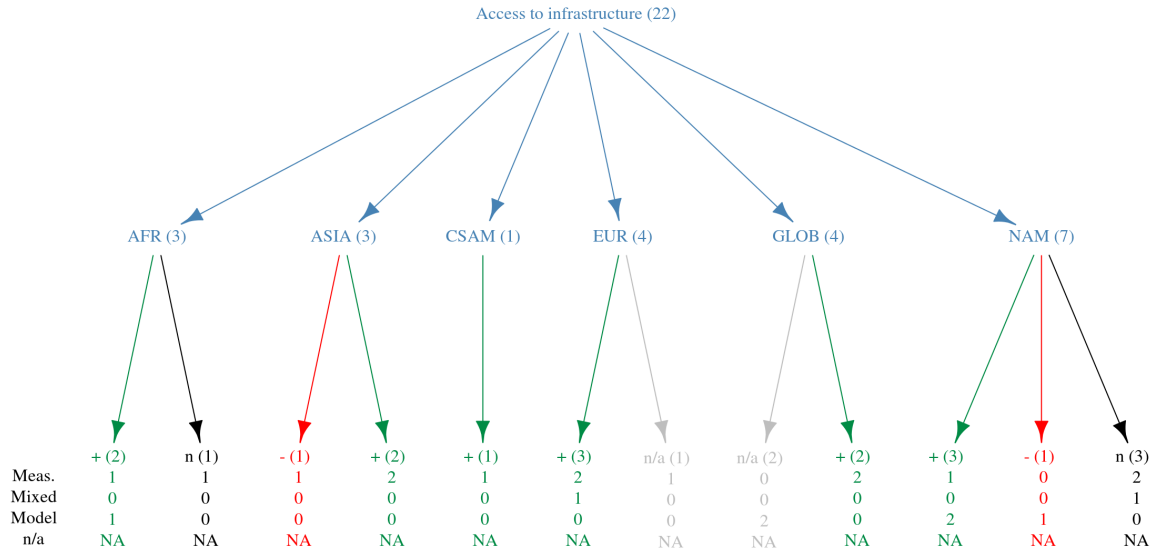 Access to infrastructure (22)
AFR (3) ASIA (3) CSAM (1) EUR (4) GLOB (4) NAM (7)
+ (2) n (1) - (1) + (2) + (1) + (3) n/a (1) n/a (2) + (2) + (3) - (1) n (3)
Meas. 1 1 1 2 1 2 1 0 2 1 0 2
Mixed 0 0 0 0 0 1 0 0 0 0 0 1
Model 1 0 0 0 0 0 0 2 0 2 1 0
n/a NA NA NA NA NA NA NA NA NA NA NA NA